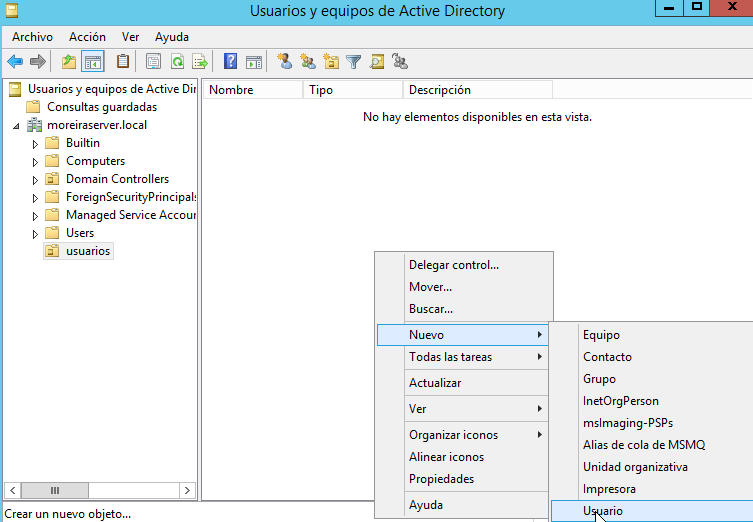 Usuarios y equipos de Active Directory
Archivo Acción Ver Ayuda
Usuarios y equipos de Active Dir
Consultas guardadas
moreiraserver.local
Builtin
Computers
Domain Controllers
ForeignSecurityPrincipals
Managed Service Accour
Users
usuarios
Nombre Tipo Descripción
No hay elementos disponibles en esta vista.
Delegar control...
Mover...
Buscar...
Nuevo
Todas las tareas
Actualizar
Ver
Organizar iconos
Alinear iconos
Propiedades
Ayuda
Equipo
Contacto
Grupo
InetOrgPerson
msImaging-PSPs
Alias de cola de MSMQ
Unidad organizativa
Impresora
Usuario
Crear un nuevo objeto...